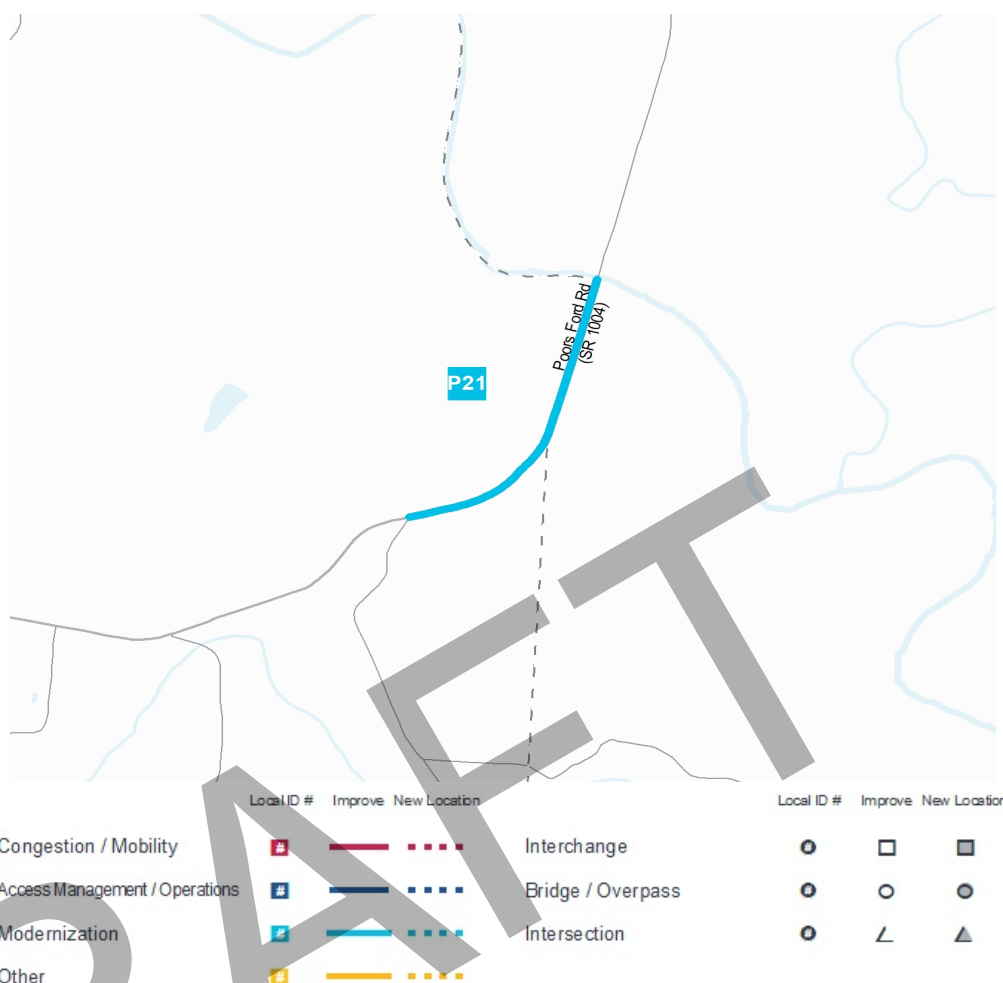 Poors Ford Rd
(SR 1004)
P21
DRAFT
Local ID # Improve New Location
Congestion / Mobility #
Access Management / Operations #
Modernization #
Other #
Local ID # Improve New Location
Interchange #
Bridge / Overpass #
Intersection #